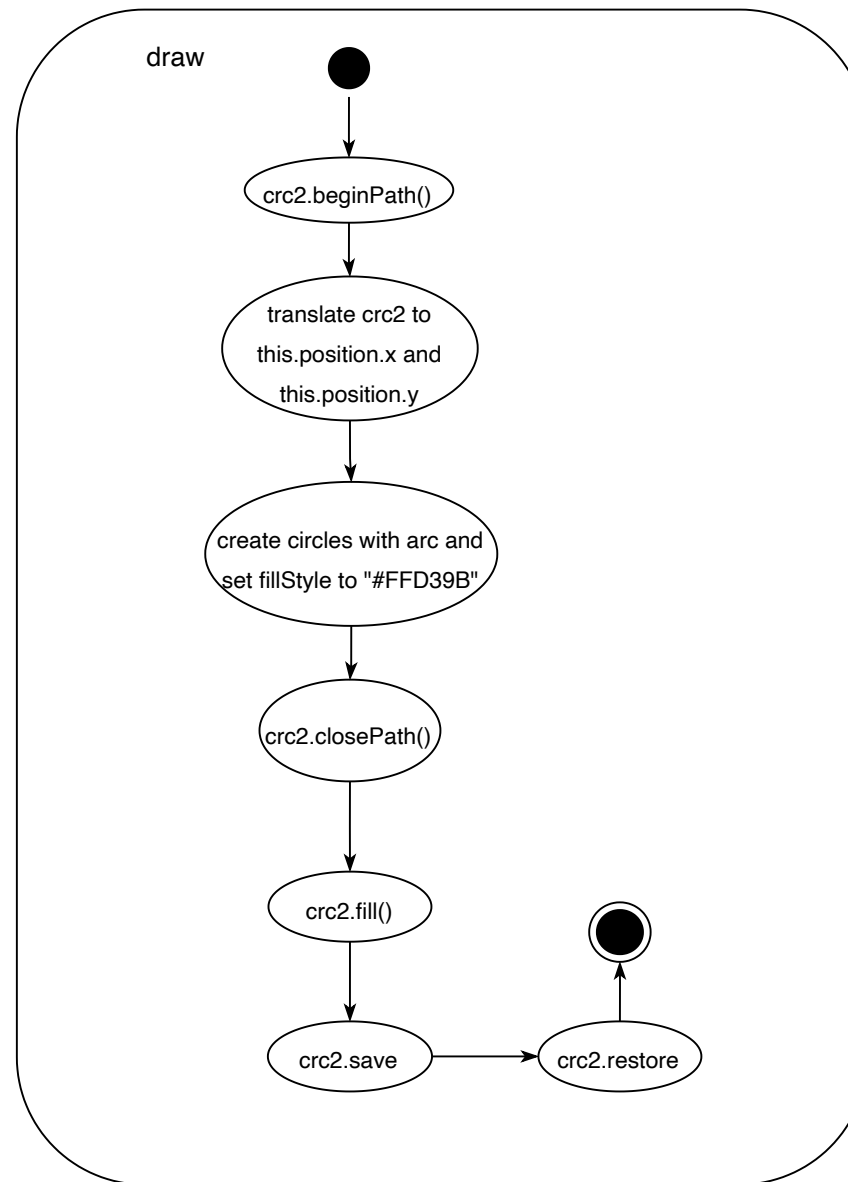 draw
crc2.beginPath()
translate crc2 to
this.position.x and
this.position.y
create circles with arc and
set fillStyle to "#FFD39B"
crc2.closePath()
crc2.fill()
crc2.save
crc2.restore